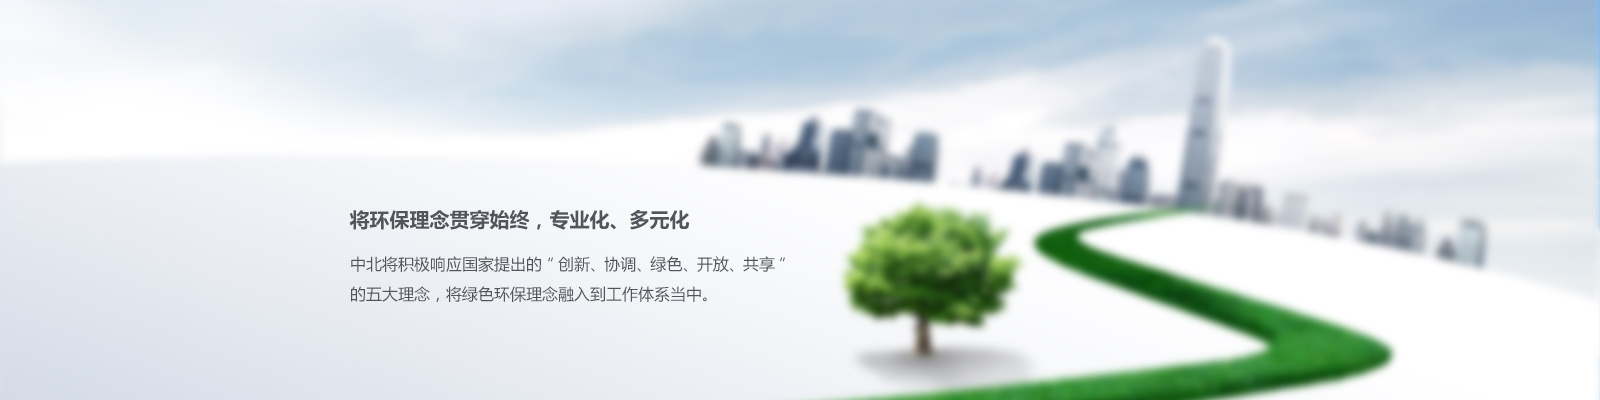 将环保理念贯穿始终，专业化、多元化
中北将积极响应国家提出的“创新、协调、绿色、开放、共享”
的五大理念，将绿色环保理念融入到工作体系当中。